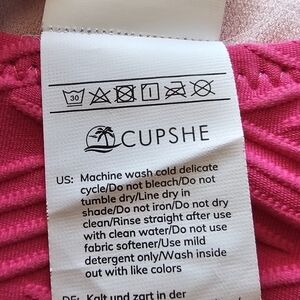 30
CUPSHE
US: Machine wash cold delicate
cycle/Do not bleach/Do not
tumble dry/Line dry in
shade/Do not iron/Do not dry
clean/Rinse straight after use
with clean water/Do not use
fabric softener/Use mild
detergent only/Wash inside
out with like colors
DE: Kalt und zart in der